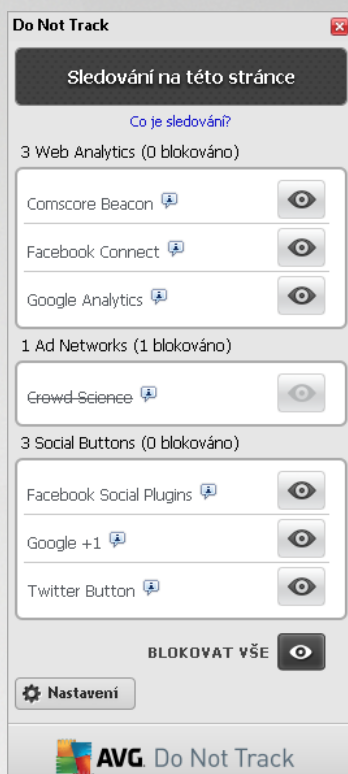 Do Not Track
Sledování na této stránce
Co je sledování?
3 Web Analytics (0 blokováno)
Comscore Beacon
Facebook Connect
Google Analytics
1 Ad Networks (1 blokováno)
Crowd Science
3 Social Buttons (0 blokováno)
Facebook Social Plugins
Google +1
Twitter Button
BLOKOVAT VŠE
Nastavení
AVG. Do Not Track